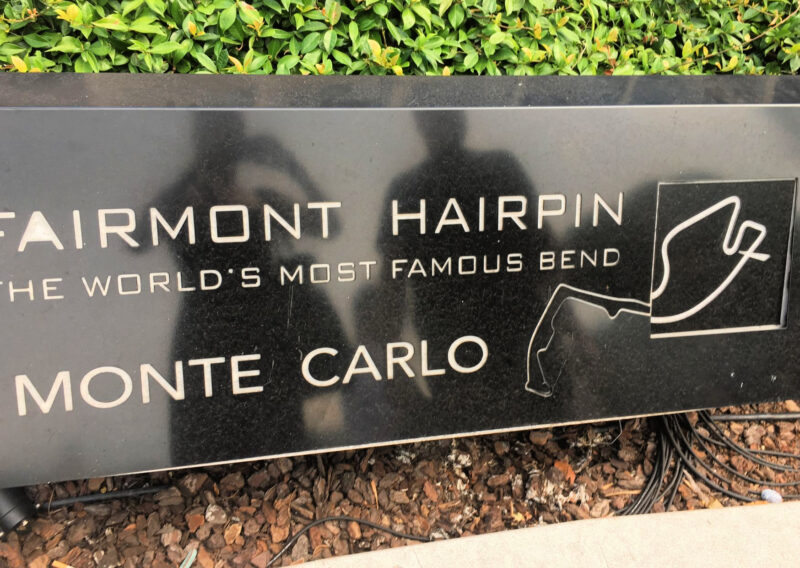 FAIRMONT HAIRPIN
THE WORLD'S MOST FAMOUS BEND
MONTE CARLO